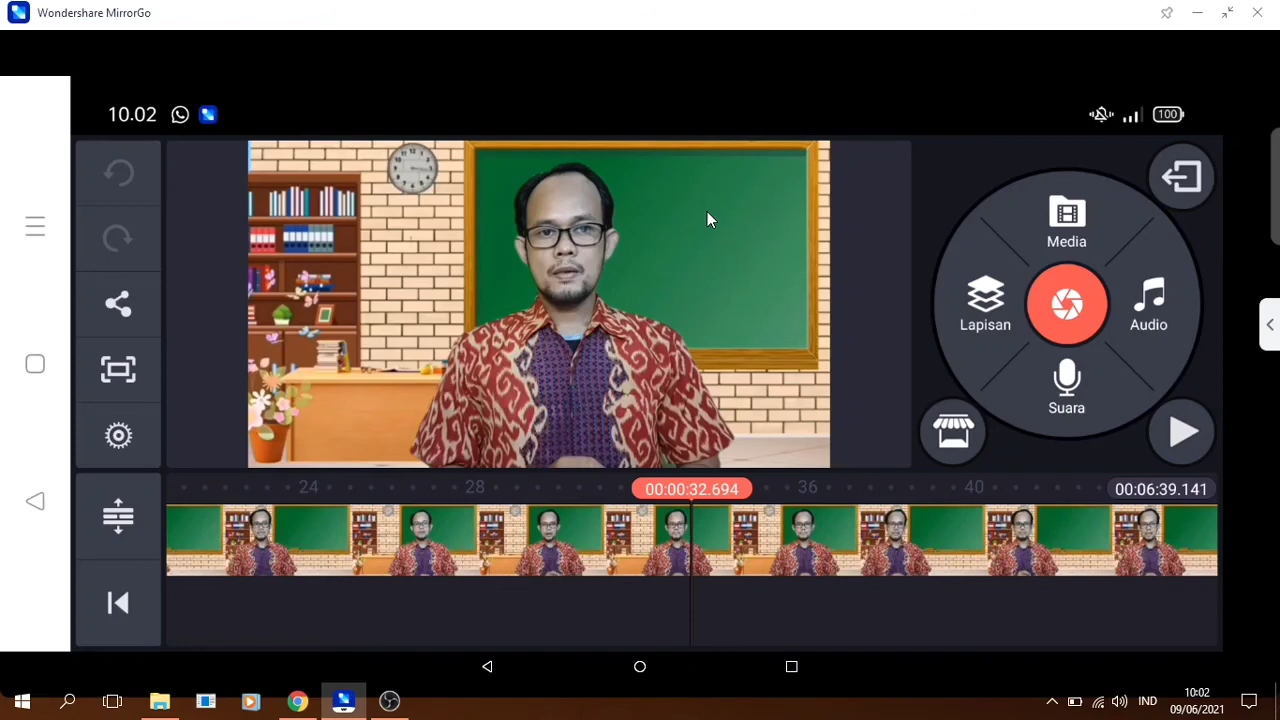 Wondershare MirrorGo
10.02
100
Media
Lapisan
Audio
Suara
24
28
00:00:32.694
36
40
00:06:39.141
IND
10:02
09/06/2021